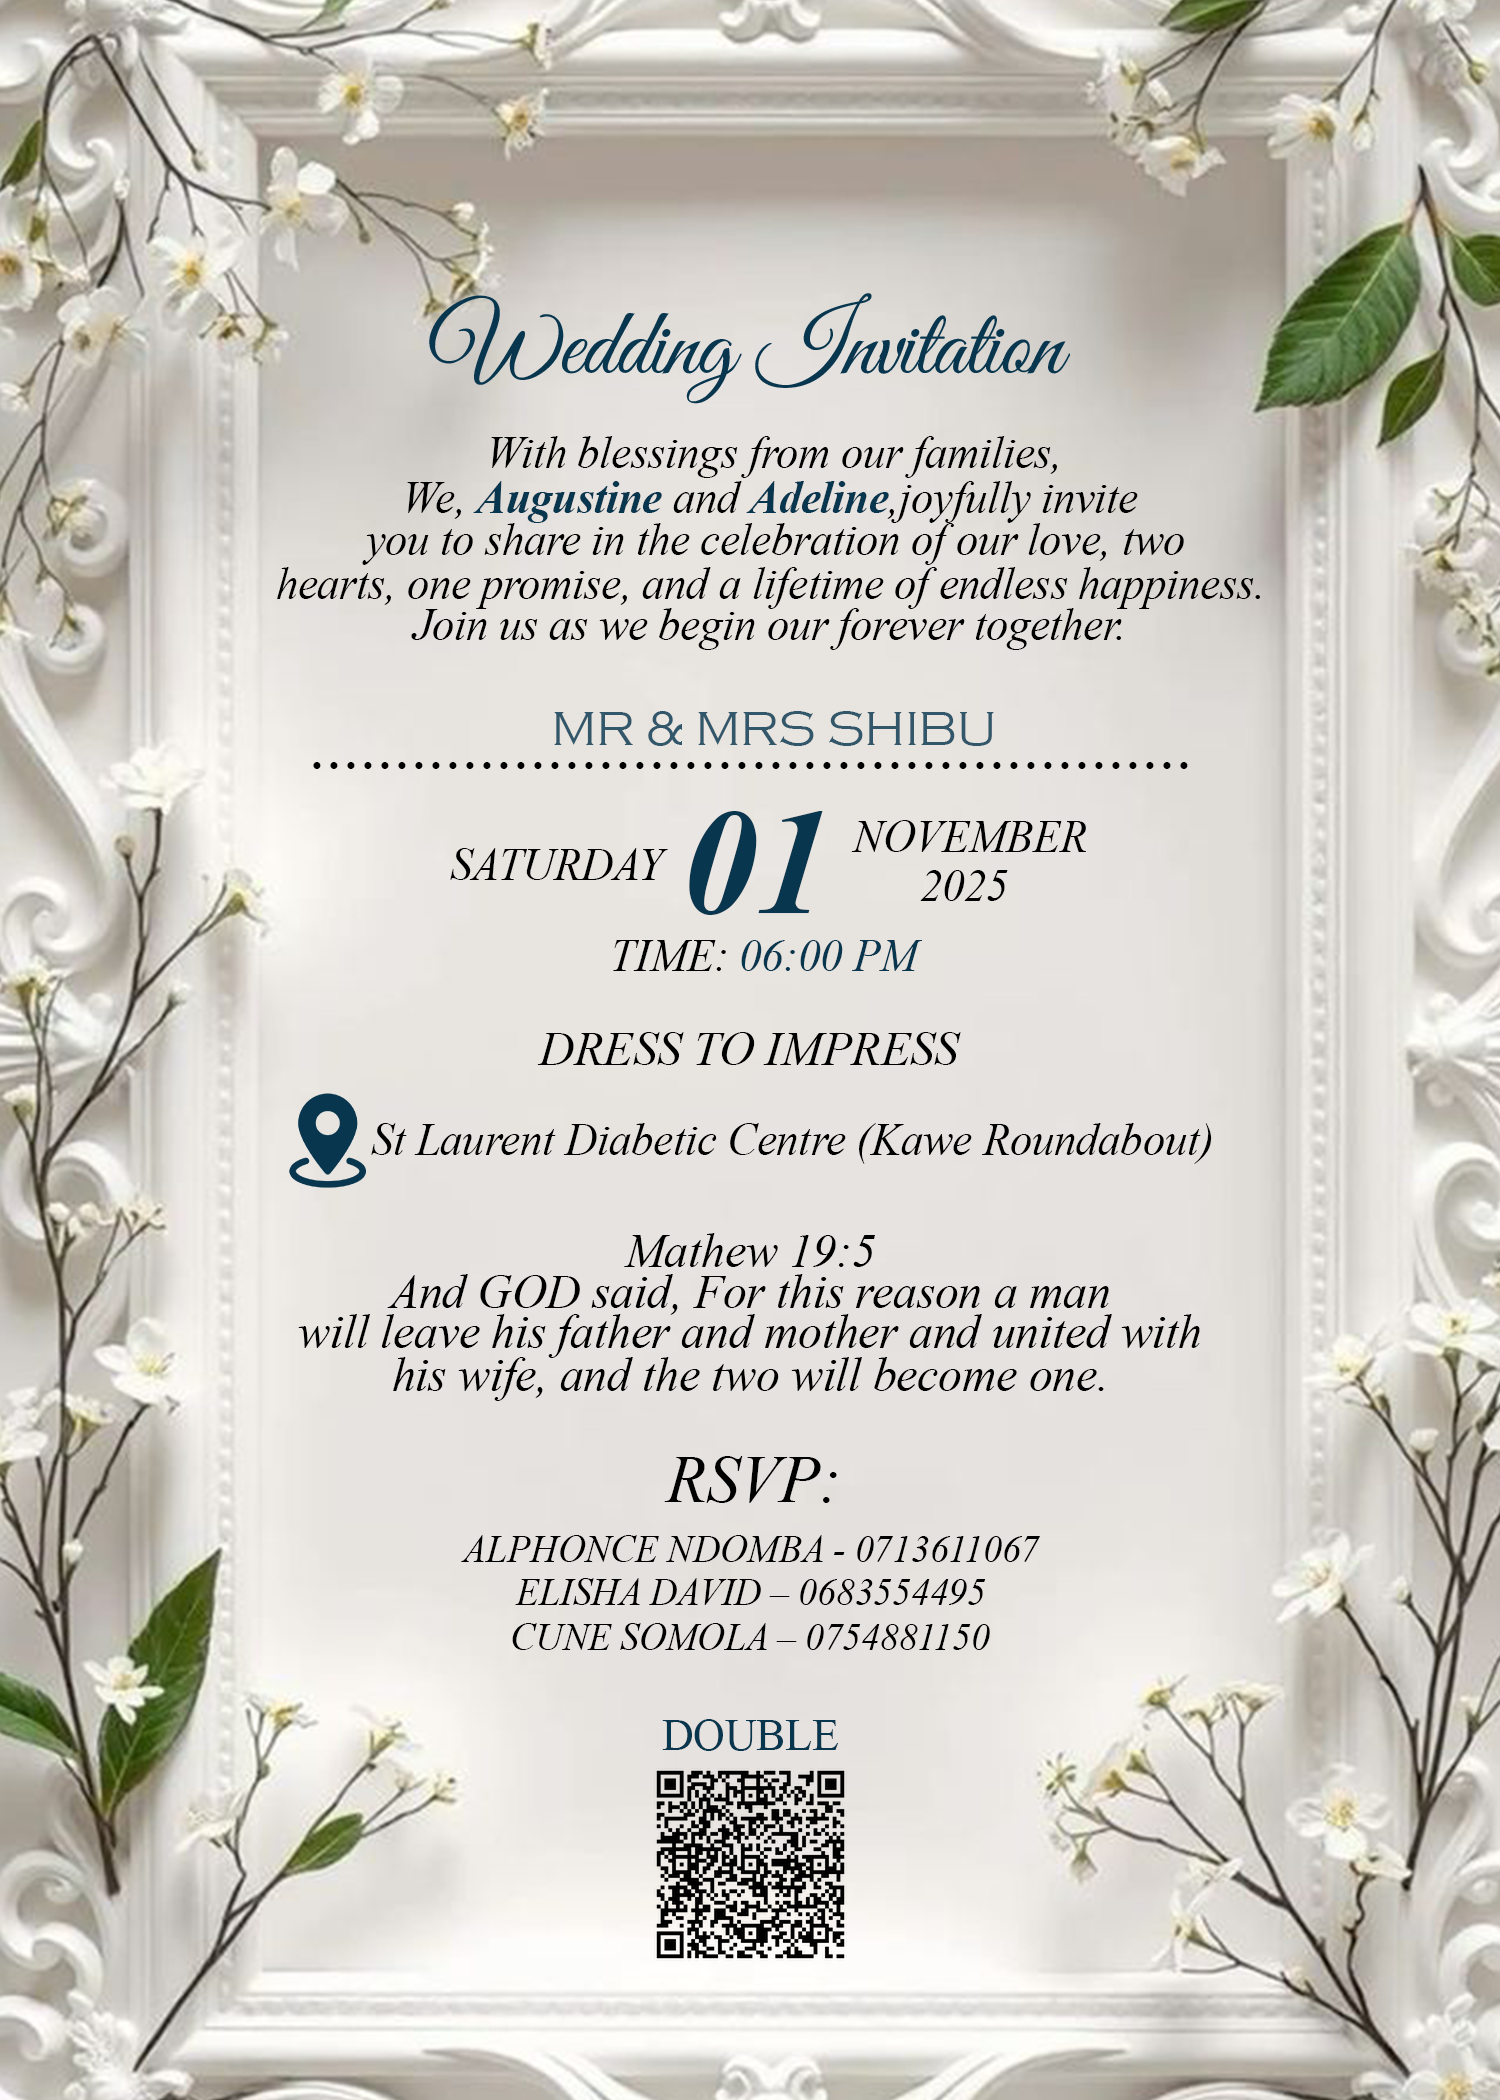 Wedding Invitation
With blessings from our families,
We, Augustine and Adeline,joyfully invite
you to share in the celebration of our love, two
hearts, one promise, and a lifetime of endless happiness.
Join us as we begin our forever together.
MR & MRS SHIBU
SATURDAY 01 NOVEMBER
2025
TIME: 06:00 PM
DRESS TO IMPRESS
St Laurent Diabetic Centre (Kawe Roundabout)
Mathew 19:5
And GOD said, For this reason a man
will leave his father and mother and united with
his wife, and the two will become one.
RSVP:
ALPHONCE NDOMBA - 0713611067
ELISHA DAVID – 0683554495
CUNE SOMOLA – 0754881150
DOUBLE